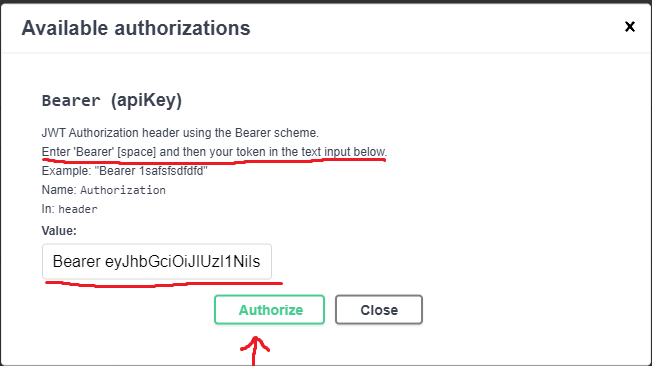 Available authorizations
x
Bearer (apiKey)
JWT Authorization header using the Bearer scheme.
Enter 'Bearer' [space] and then your token in the text input below.
Example: "Bearer 1safsfsdfdfd"
Name: Authorization
In: header
Value:
Bearer eyJhbGciOiJIUzI1NiIs
Authorize
Close